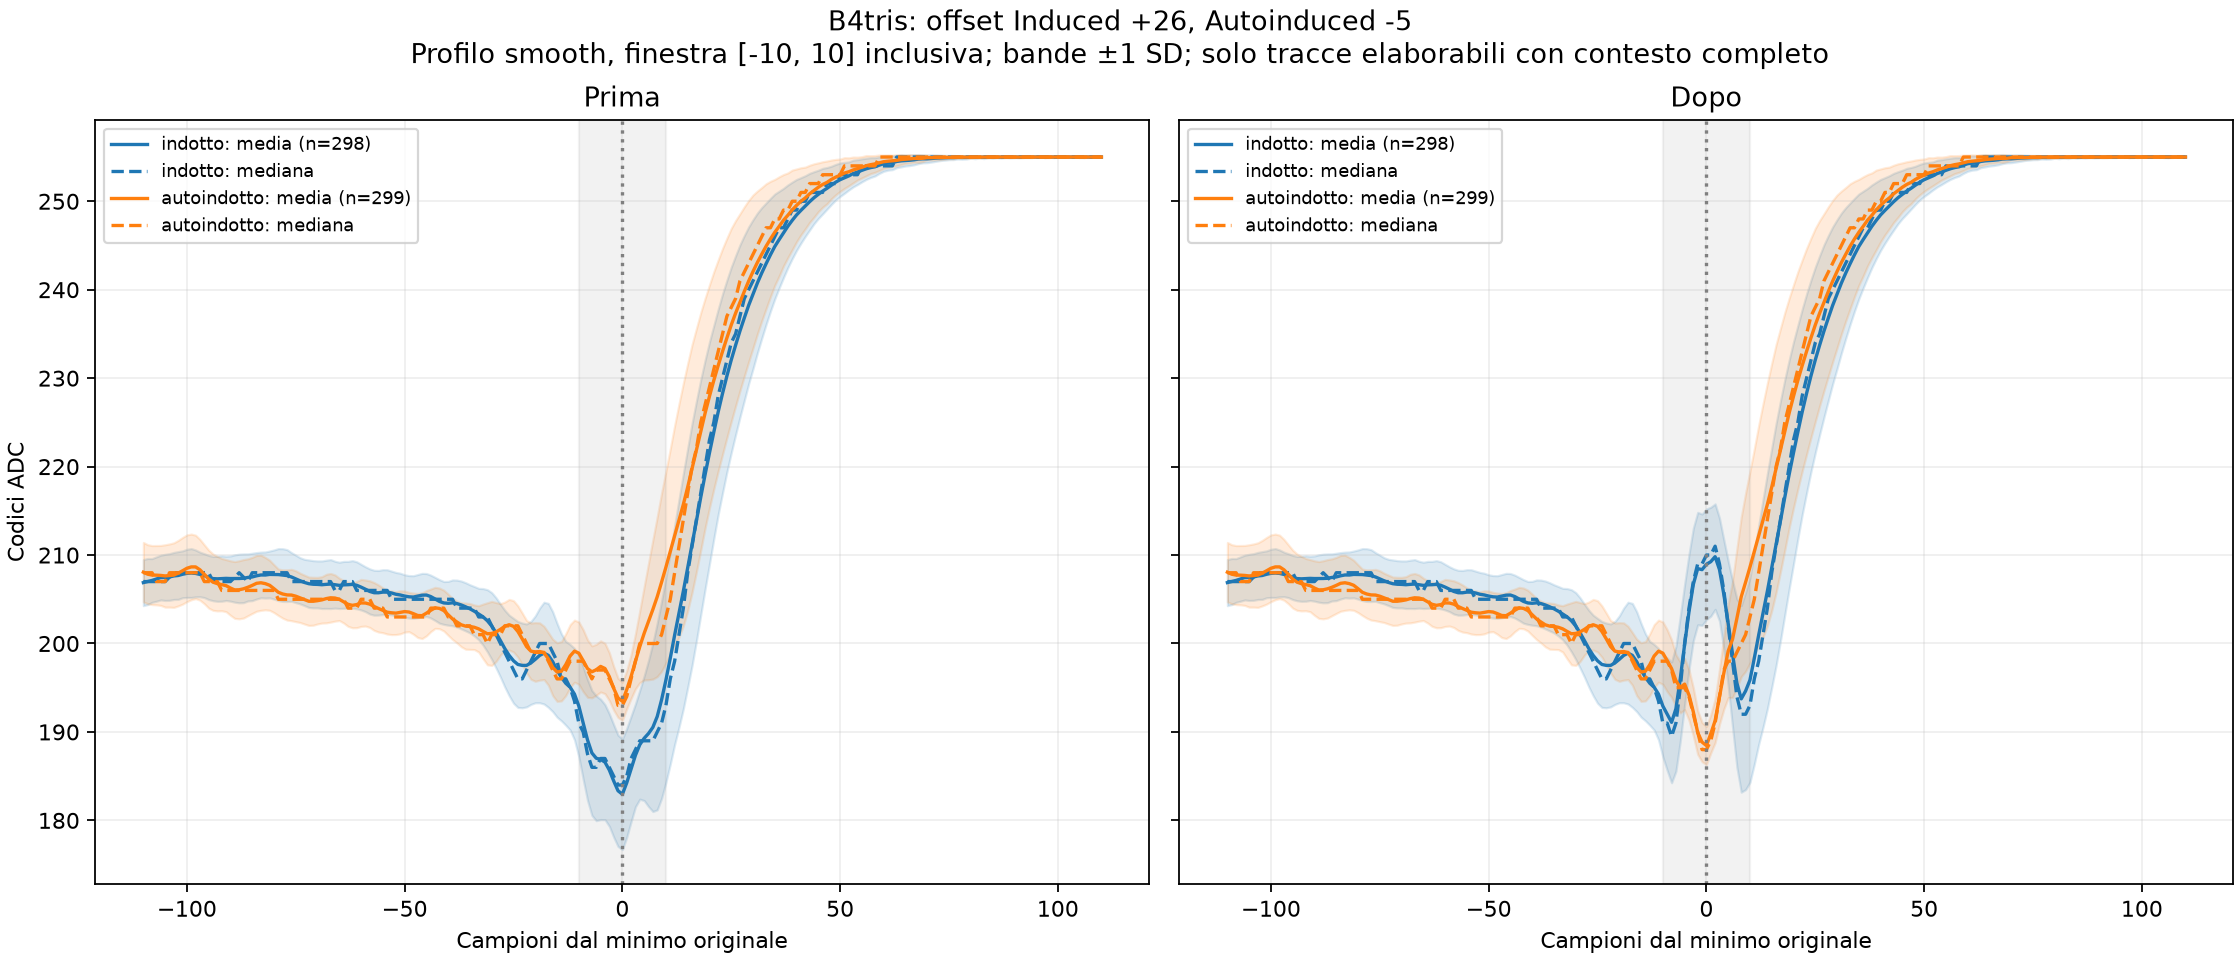 B4tris: offset Induced +26, Autoinduced -5
Profilo smooth, finestra [-10, 10] inclusiva; bande ±1 SD; solo tracce elaborabili con contesto completo
Prima
indotto: media (n=298)
indotto: mediana
autoindotto: media (n=299)
autoindotto: mediana
Codici ADC
250
240
230
220
210
200
190
180
−100
−50
0
50
100
Campioni dal minimo originale
Dopo
indotto: media (n=298)
indotto: mediana
autoindotto: media (n=299)
autoindotto: mediana
−100
−50
0
50
100
Campioni dal minimo originale